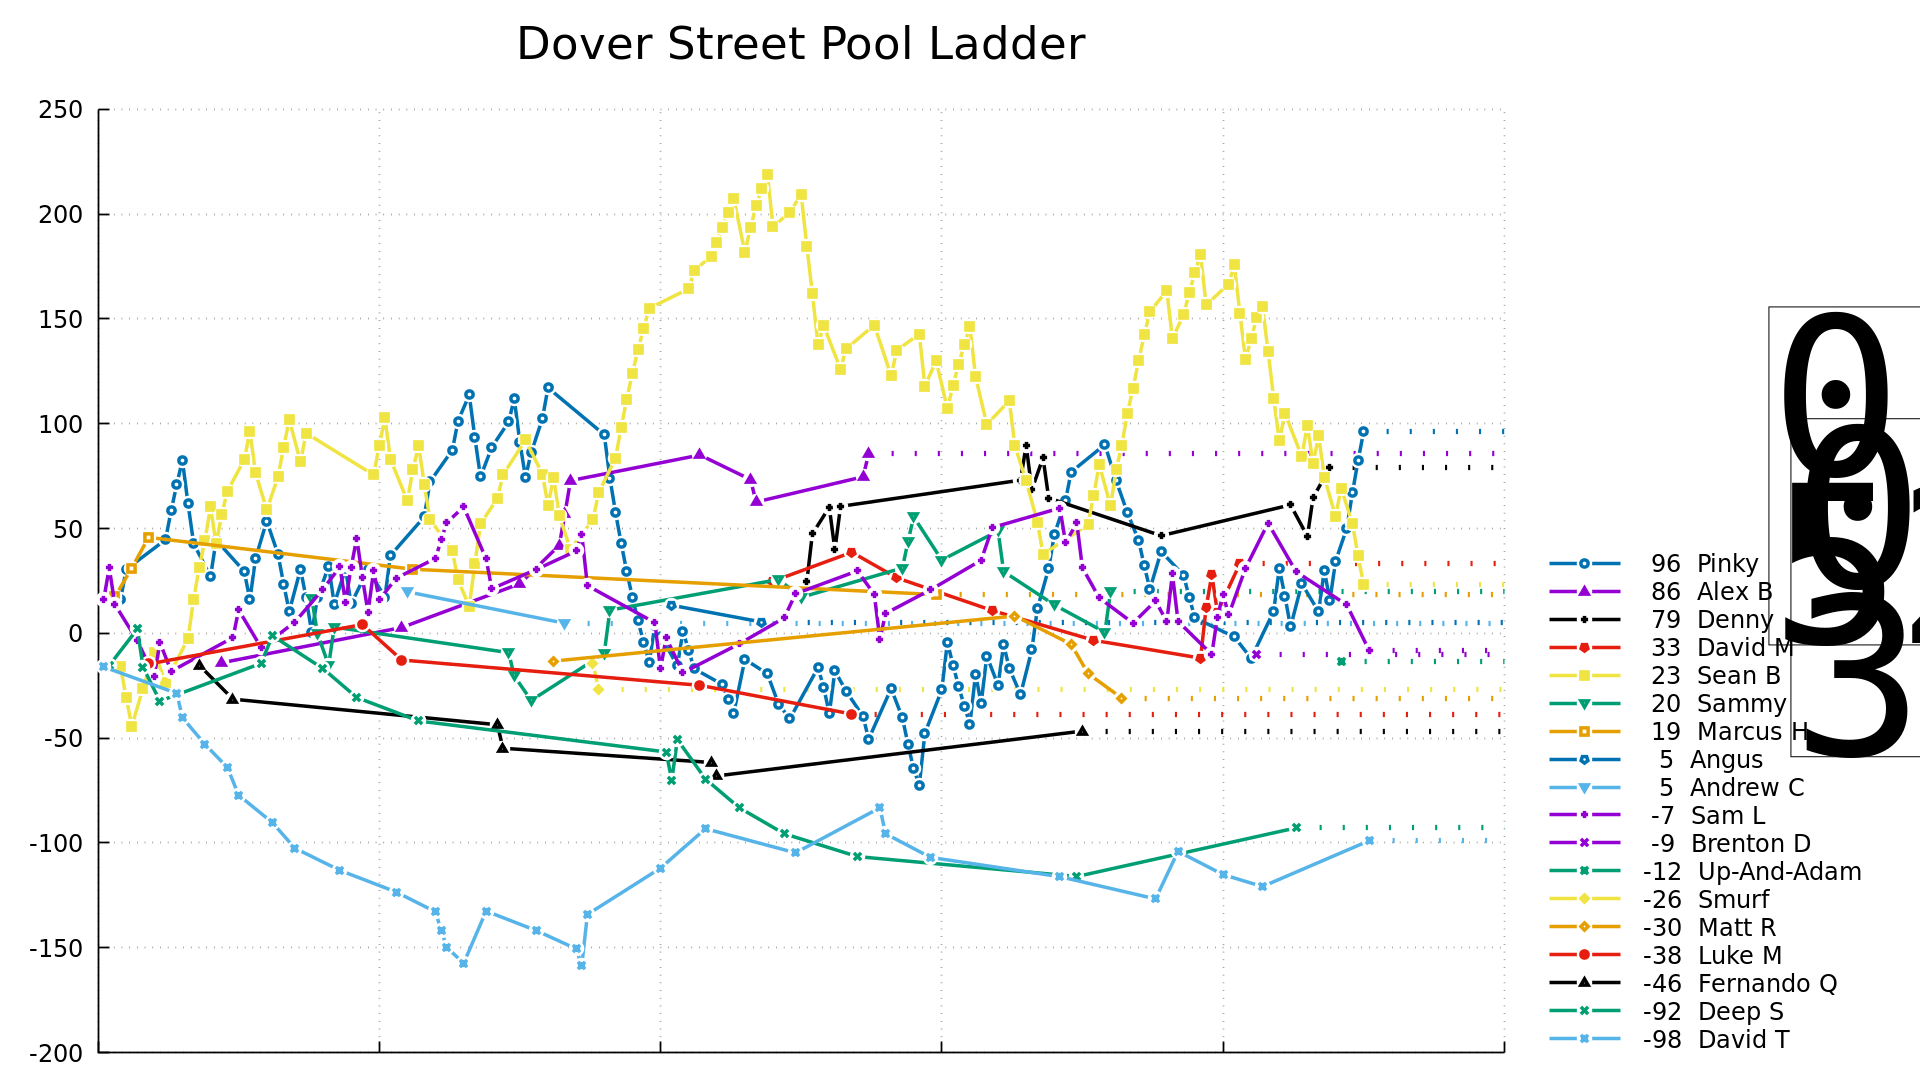 Dover Street Pool Ladder
250
200
150
100
50
0
-50
-100
-150
-200
96 Pinky
86 Alex B
79 Denny
33 David M
23 Sean B
20 Sammy
19 Marcus H
5 Angus
5 Andrew C
-7 Sam L
-9 Brenton D
-12 Up-And-Adam
-26 Smurf
-30 Matt R
-38 Luke M
-46 Fernando Q
-92 Deep S
-98 David T
0
3